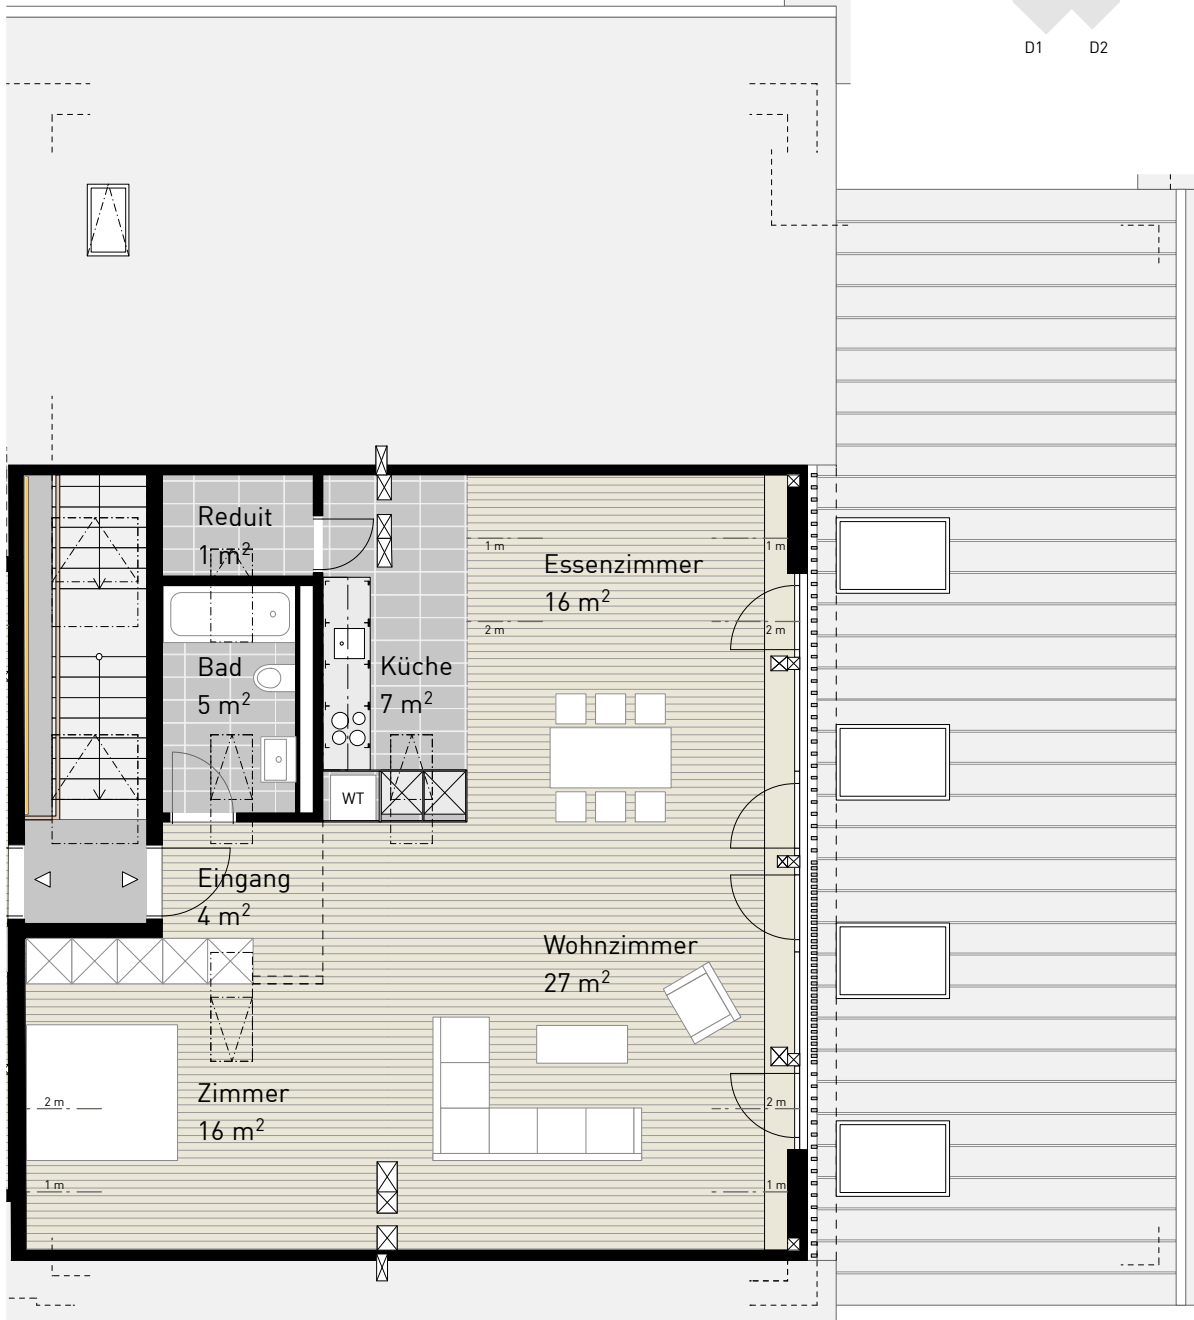 D1 D2
Reduit
1 m²
1 m
1 m
Essenzimmer
16 m²
2 m
2 m
Bad
5 m²
Küche
7 m²
WT
Eingang
4 m²
Wohnzimmer
27 m²
Zimmer
16 m²
2 m
2 m
1 m
1 m